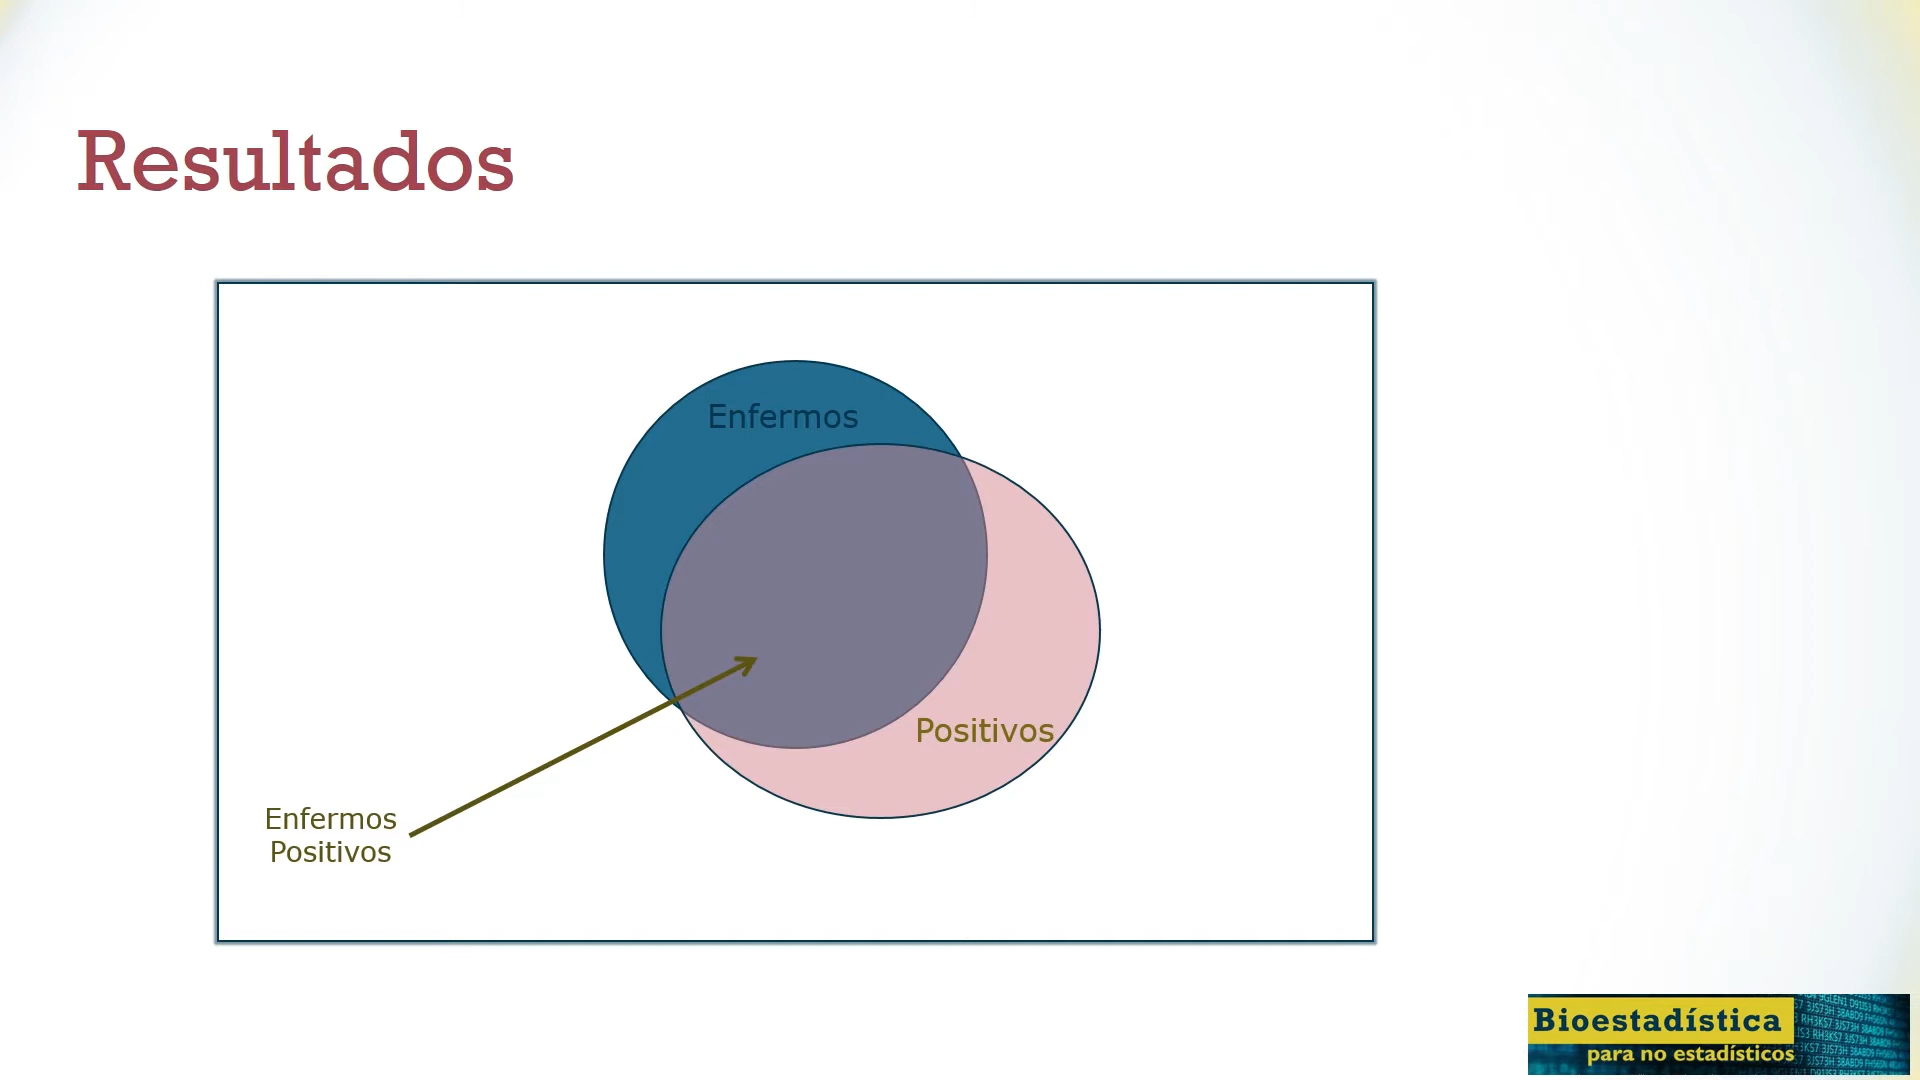 Resultados
Enfermos
Positivos
Enfermos
Positivos
Bioestadística
para no estadísticos